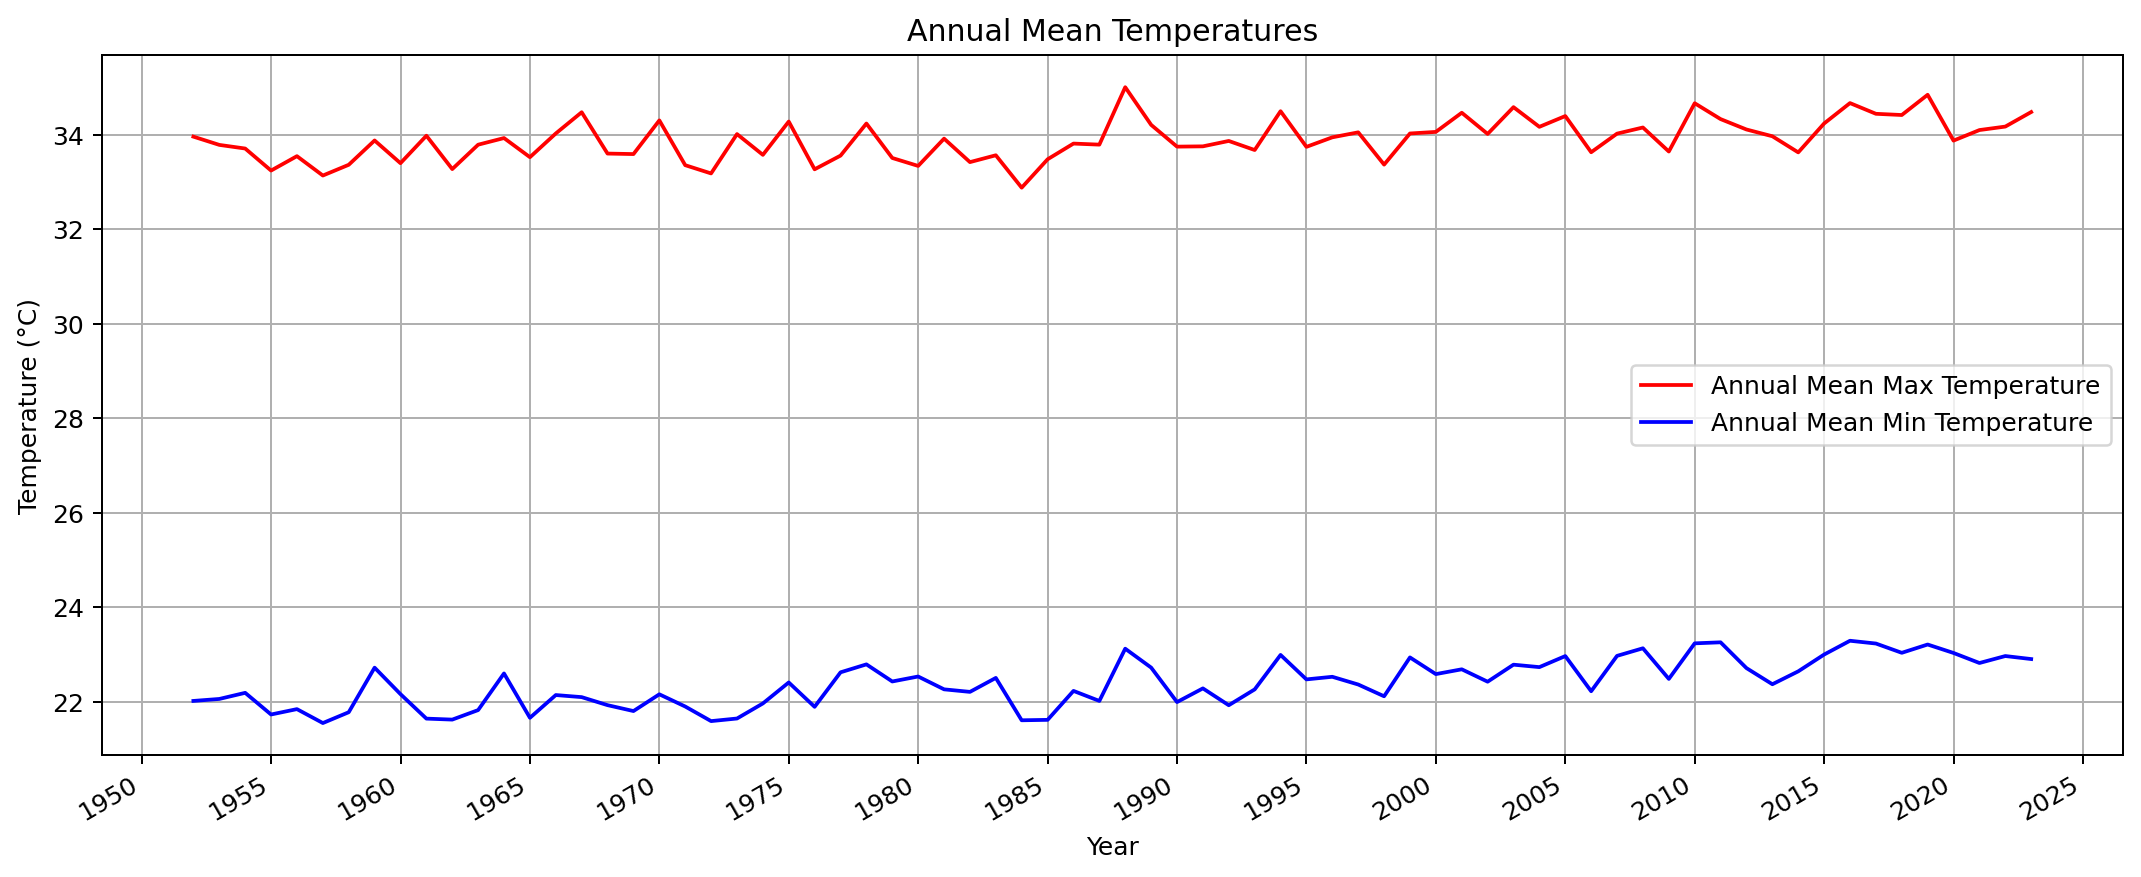 Annual Mean Temperatures
Temperature (°C)
34
32
30
28
26
24
22
Annual Mean Max Temperature
Annual Mean Min Temperature
1950 1955 1960 1965 1970 1975 1980 1985 1990 1995 2000 2005 2010 2015 2020 2025
Year